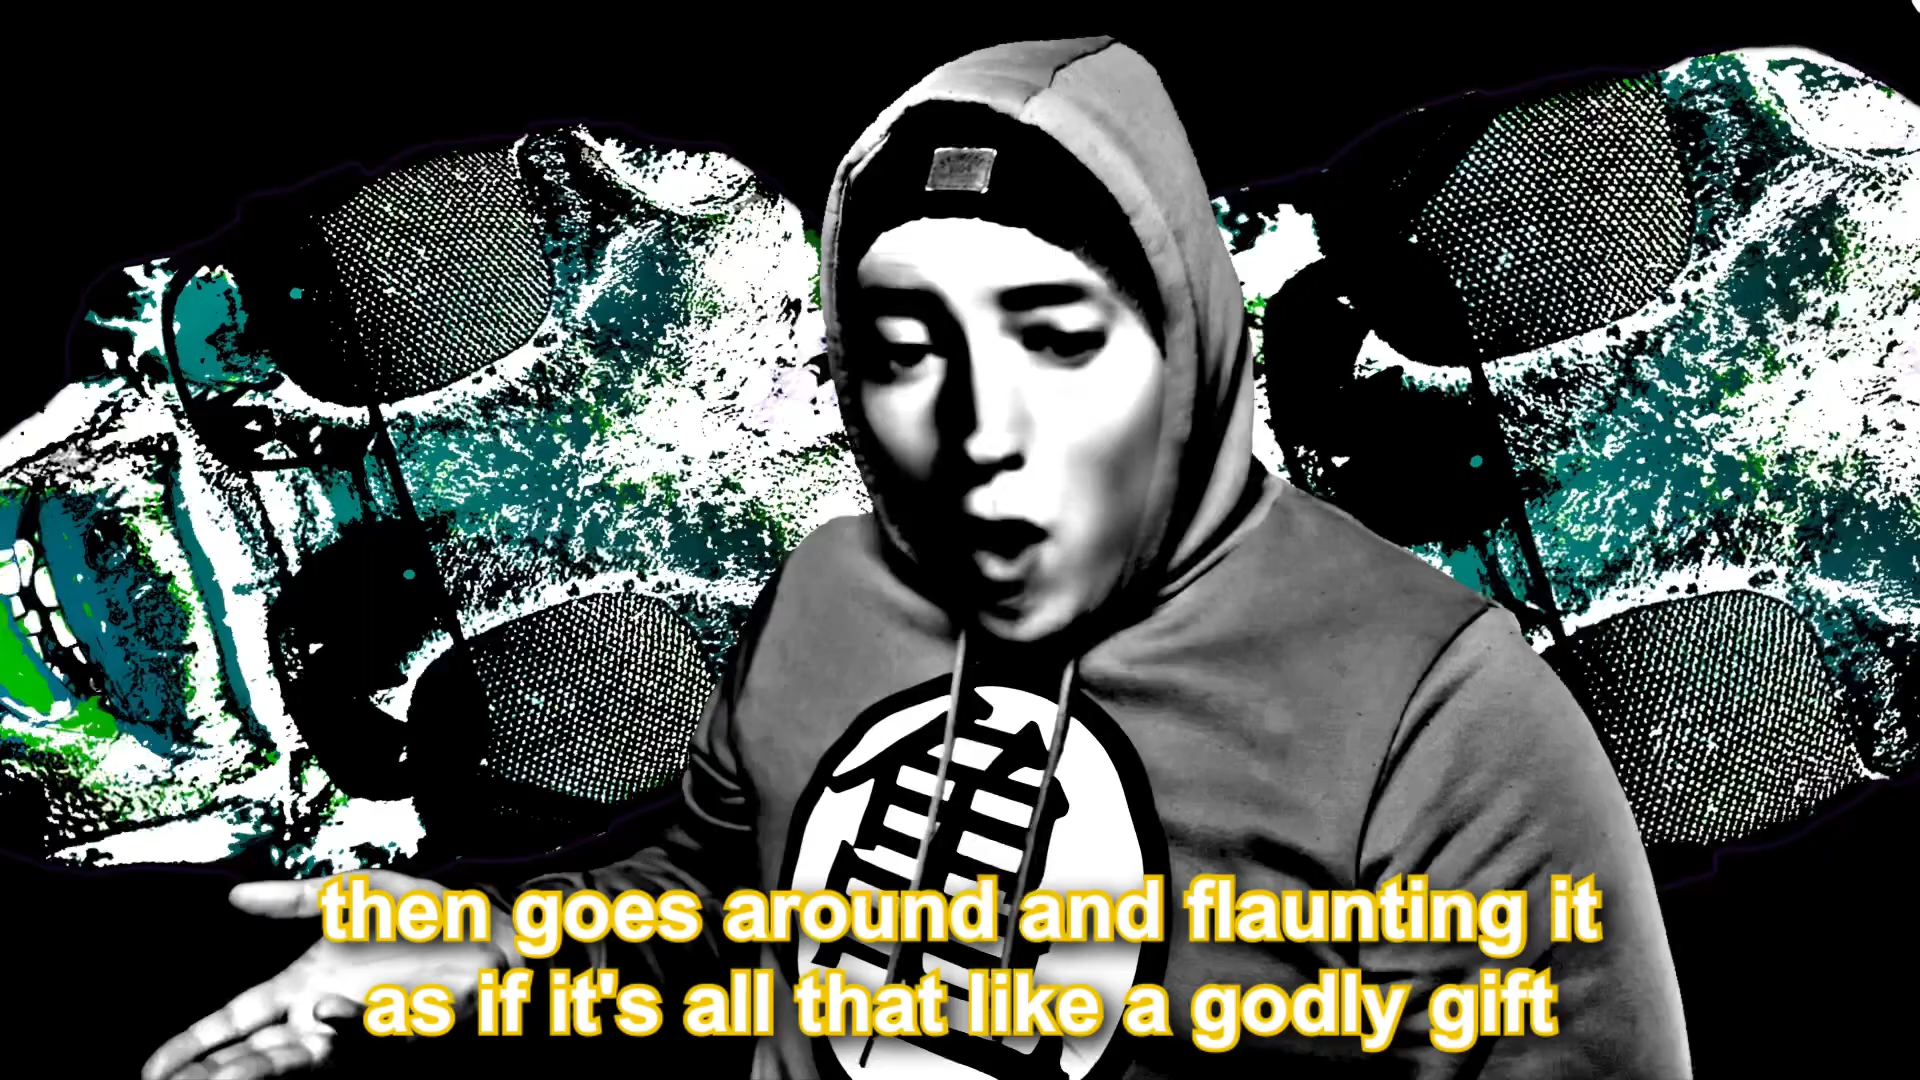 then goes around and flaunting it
as if it's all that like a godly gift